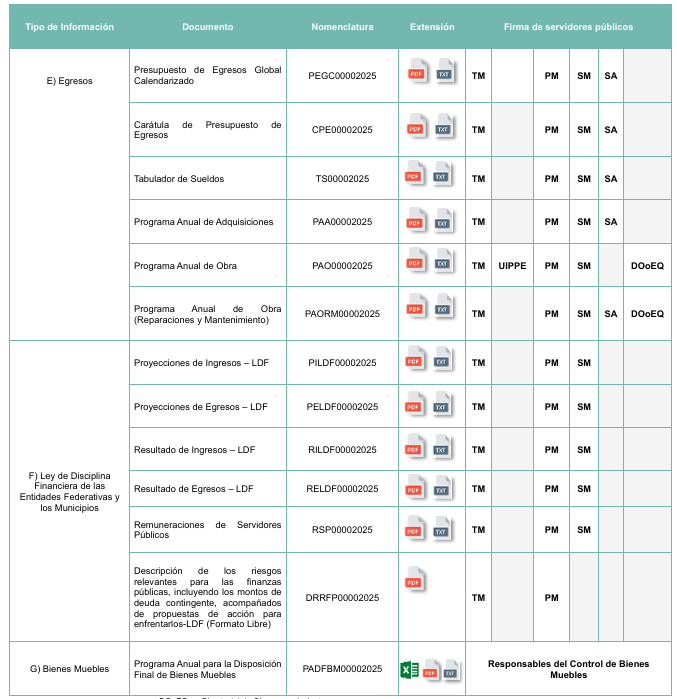 Tipo de Información Documento Nomenclatura Extensión Firma de servidores públicos
E) Egresos
Presupuesto de Egresos Global
Calendarizado
PEGC00002025 PDF TXT TM PM SM SA
Carátula de Presupuesto de
Egresos
CPE00002025 PDF TXT TM PM SM SA
Tabulador de Sueldos TS00002025 PDF TXT TM PM SM SA
Programa Anual de Adquisiciones PAA00002025 PDF TXT TM PM SM SA
Programa Anual de Obra PAO00002025 PDF TXT TM UIPPE PM SM DOoEQ
Programa Anual de Obra
(Reparaciones y Mantenimiento)
PAORM00002025 PDF TXT TM PM SM SA DOoEQ
F) Ley de Disciplina
Financiera de las
Entidades Federativas y
los Municipios
Proyecciones de Ingresos – LDF PILDF00002025 PDF TXT TM PM SM
Proyecciones de Egresos – LDF PELDF00002025 PDF TXT TM PM SM
Resultado de Ingresos – LDF RILDF00002025 PDF TXT TM PM SM
Resultado de Egresos – LDF RELDF00002025 PDF TXT TM PM SM
Remuneraciones de Servidores
Públicos
RSP00002025 PDF TXT TM PM SM
Descripción de los riesgos
relevantes para las finanzas
públicas, incluyendo los montos de
deuda contingente, acompañados
de propuestas de acción para
enfrentarlos-LDF (Formato Libre)
DRRFP00002025 PDF TM PM
G) Bienes Muebles
Programa Anual para la Disposición
Final de Bienes Muebles
PADFBM00002025 X PDF TXT
Responsables del Control de Bienes
Muebles